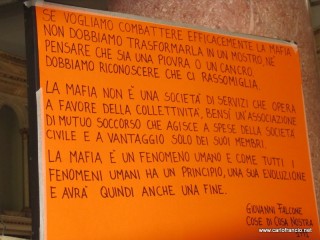 SE VOGLIAMO COMBATTERE EFFICACEMENTE LA MAFIA
NON DOBBIAMO TRASFORMARLA IN UN MOSTRO, NE'
PENSARE CHE SIA UNA PIOVRA O UN CANCRO.
DOBBIAMO RICONOSCERE CHE CI RASSOMIGLIA.
LA MAFIA NON È UNA SOCIETÀ DI SERVIZI CHE OPERA
A FAVORE DELLA COLLETTIVITÀ, BENSÌ UN'ASSOCIAZIONE
DI MUTUO SOCCORSO CHE AGISCE A SPESE DELLA SOCIETÀ
CIVILE E A VANTAGGIO SOLO DEI SUOI MEMBRI.
LA MAFIA È UN FENOMENO UMANO E COME TUTTI I
FENOMENI UMANI HA UN PRINCIPIO, UNA SUA EVOLUZIONE
E AVRÀ QUINDI ANCHE UNA FINE.
GIOVANNI FALCONE
COSE DI COSA NOSTRA
www.carlofrancio.net